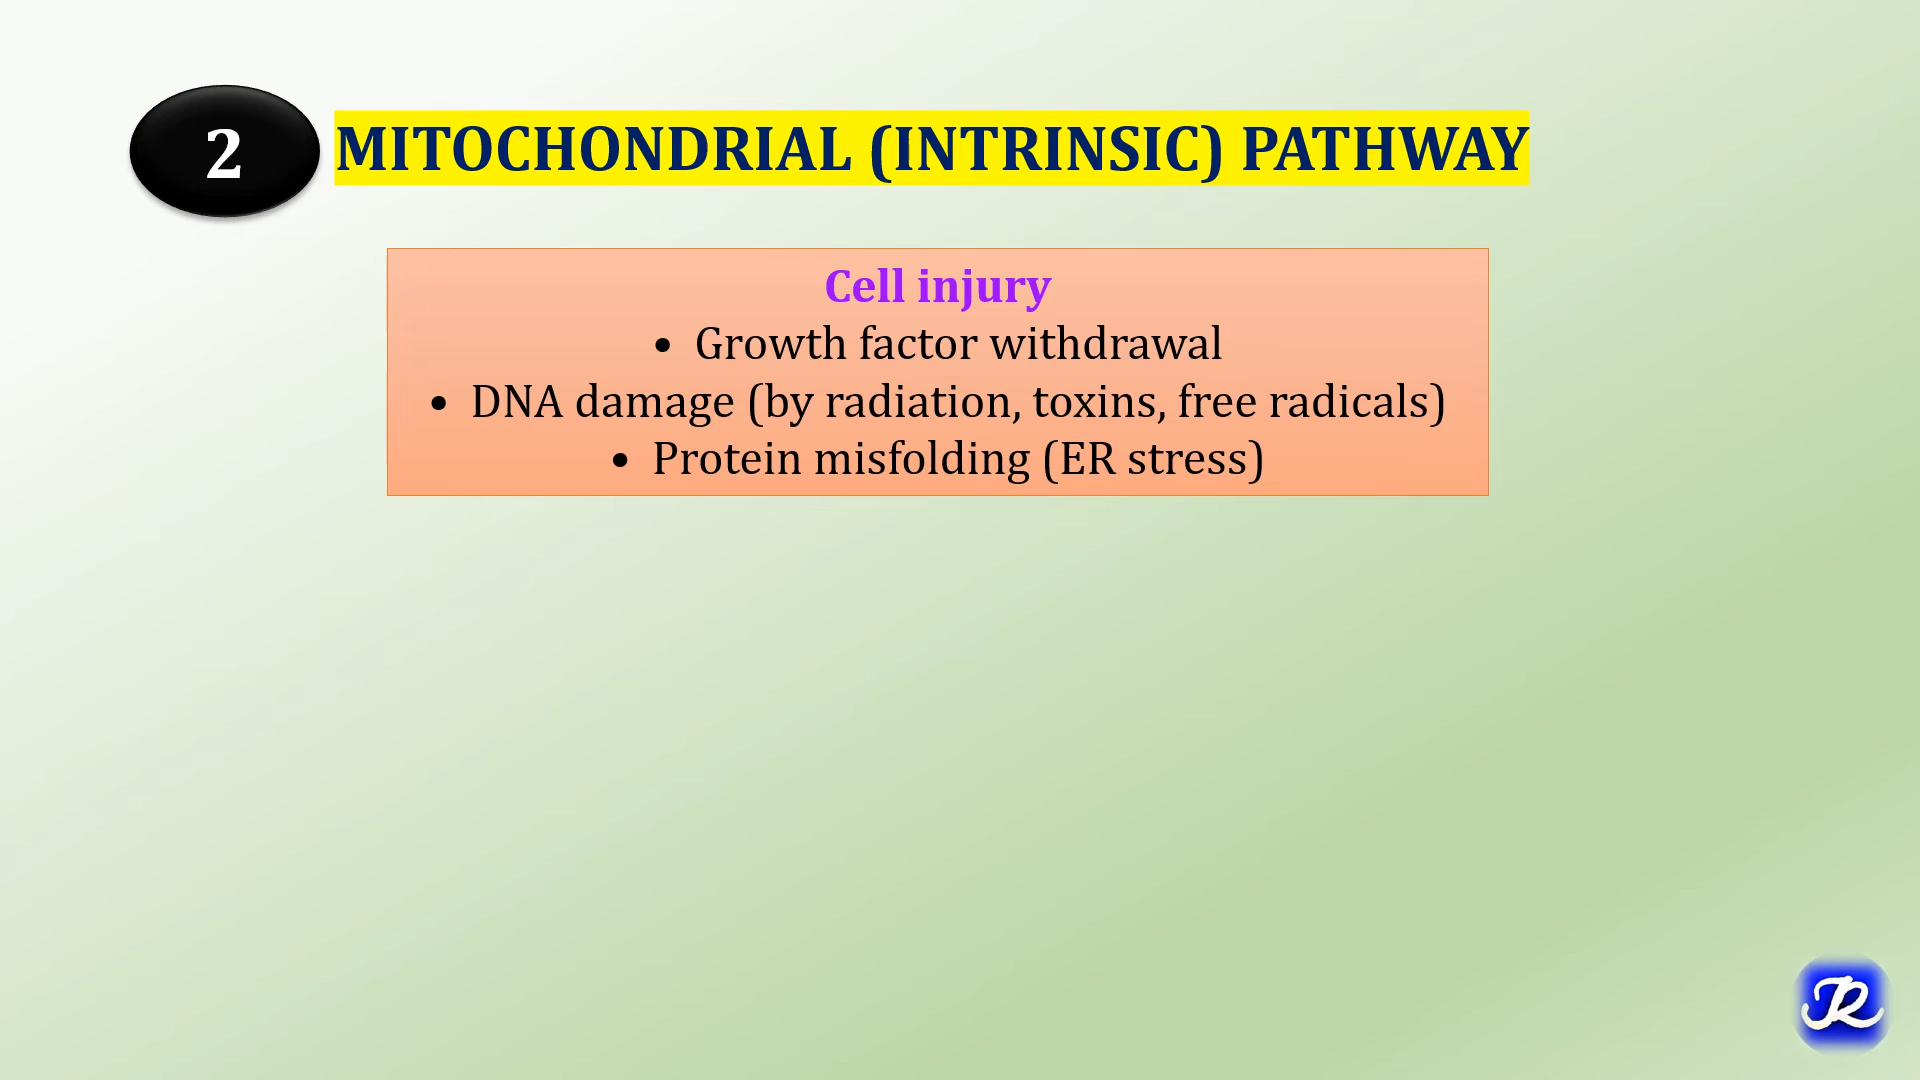 2
MITOCHONDRIAL (INTRINSIC) PATHWAY
Cell injury
• Growth factor withdrawal
• DNA damage (by radiation, toxins, free radicals)
• Protein misfolding (ER stress)
R